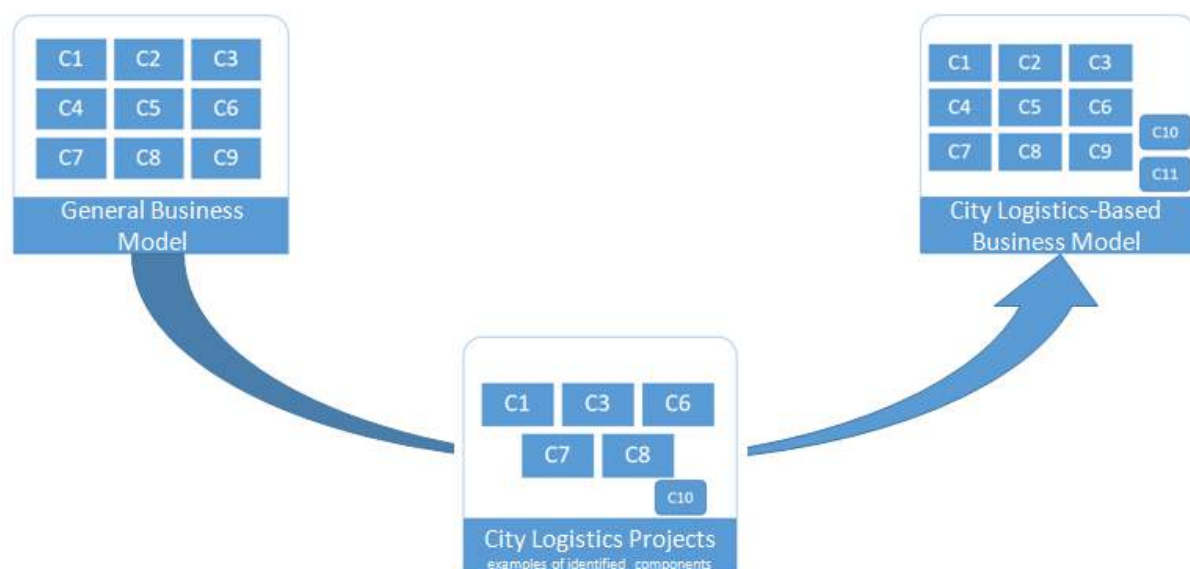 C1 C2 C3
C4 C5 C6
C7 C8 C9
General Business
Model
C1 C2 C3
C4 C5 C6
C10
C7 C8 C9
C11
City Logistics-Based
Business Model
C1 C3 C6
C7 C8
C10
City Logistics Projects
examples of identified components